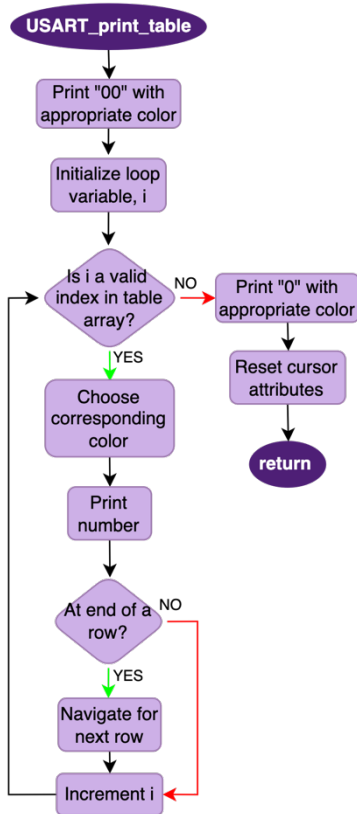 USART_print_table
Print "00" with
appropriate color
Initialize loop
variable, i
Is i a valid
index in table
array?
NO
Print "0" with
appropriate color
Reset cursor
attributes
return
YES
Choose
corresponding
color
Print
number
At end of a
row?
NO
YES
Navigate for
next row
Increment i